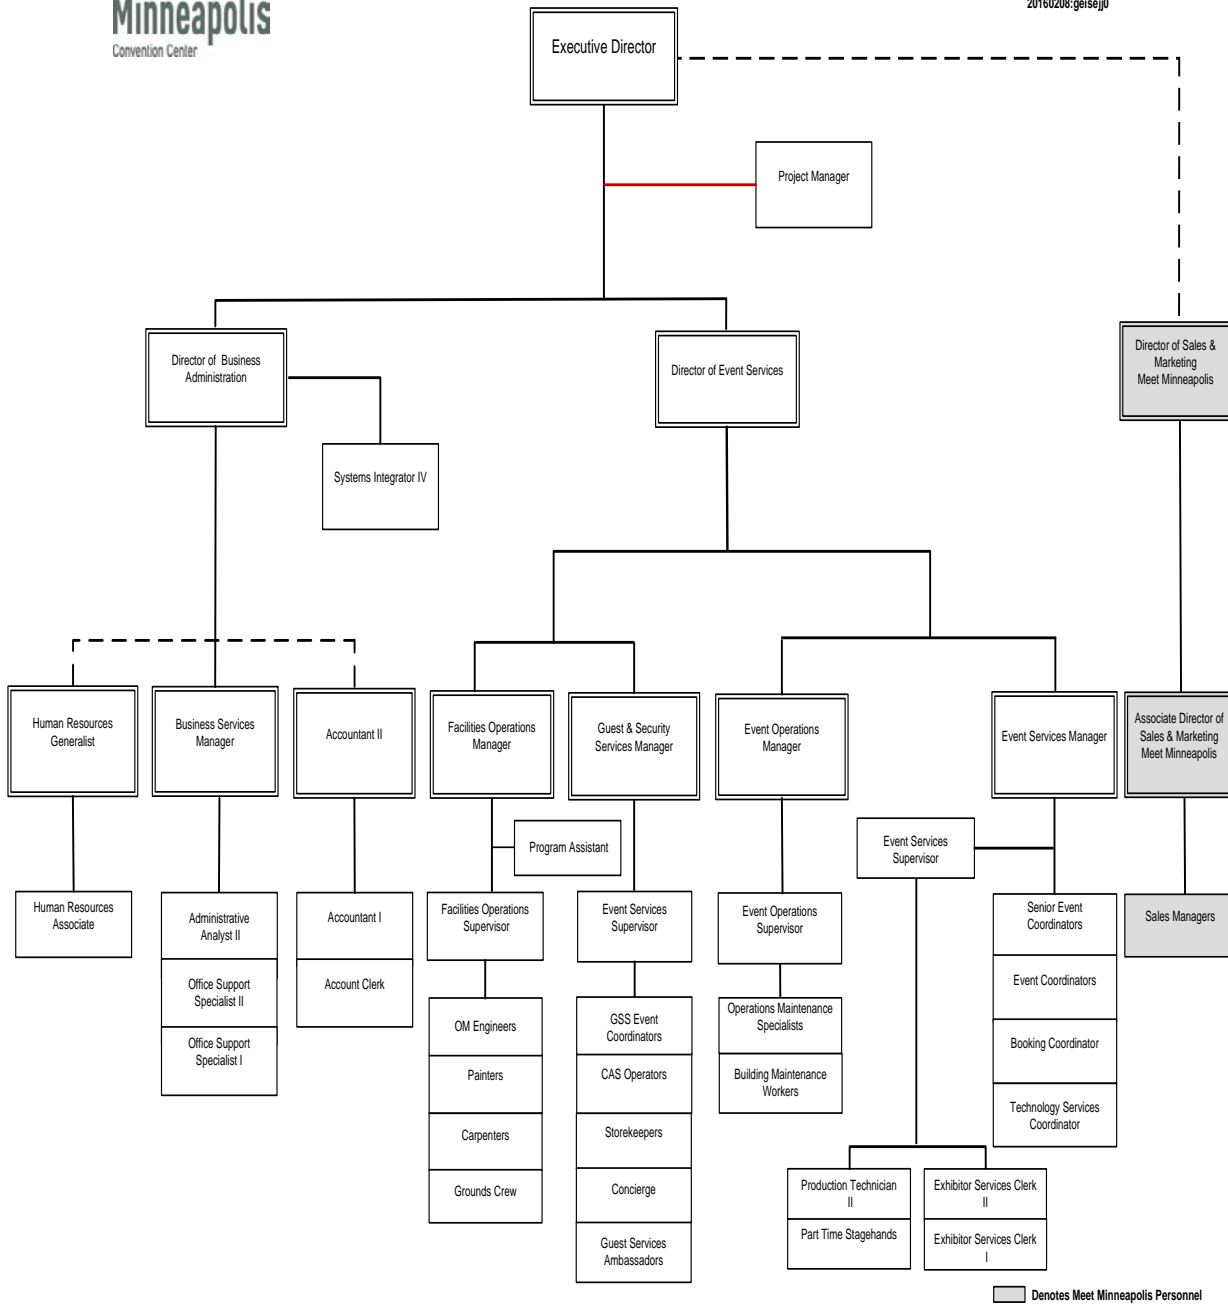 Minneapolis
Convention Center
20160208:geisejj0
Executive Director
Project Manager
Director of Business
Administration
Director of Event Services
Director of Sales &
Marketing
Meet Minneapolis
Systems Integrator IV
Human Resources
Generalist
Business Services
Manager
Accountant II
Facilities Operations
Manager
Guest & Security
Services Manager
Event Operations
Manager
Event Services Manager
Associate Director of
Sales & Marketing
Meet Minneapolis
Program Assistant
Event Services
Supervisor
Human Resources
Associate
Administrative
Analyst II
Office Support
Specialist II
Office Support
Specialist I
Accountant I
Account Clerk
Facilities Operations
Supervisor
OM Engineers
Painters
Carpenters
Grounds Crew
Event Services
Supervisor
GSS Event
Coordinators
CAS Operators
Storekeepers
Concierge
Guest Services
Ambassadors
Event Operations
Supervisor
Operations Maintenance
Specialists
Building Maintenance
Workers
Senior Event
Coordinators
Event Coordinators
Booking Coordinator
Technology Services
Coordinator
Sales Managers
Production Technician
II
Part Time Stagehands
Exhibitor Services Clerk
II
Exhibitor Services Clerk
I
Denotes Meet Minneapolis Personnel